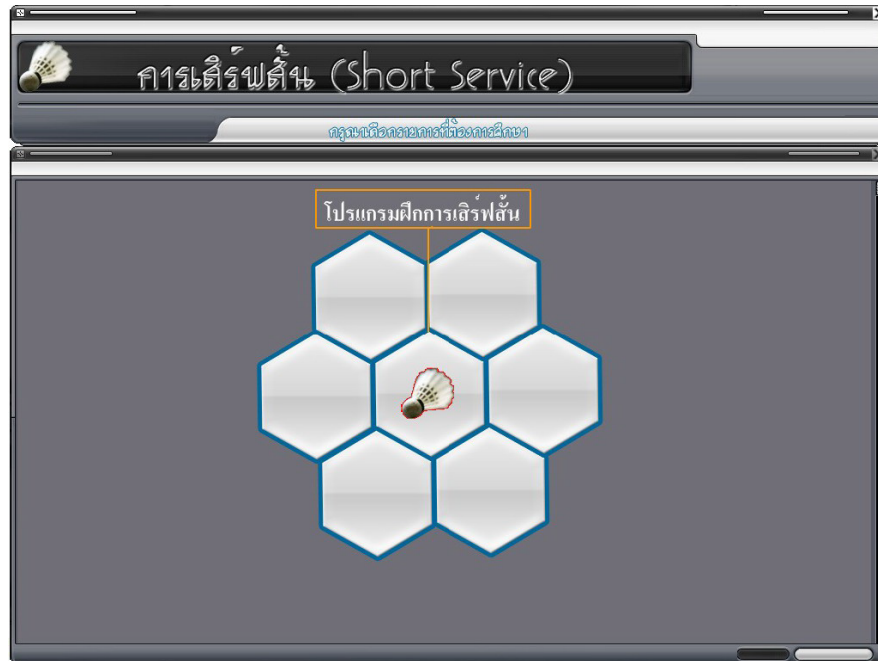 การเสิร์ฟสั้น (Short Service)
กรุณาเลือกรายการที่ต้องการศึกษา
โปรแกรมฝึกการเสิร์ฟสั้น